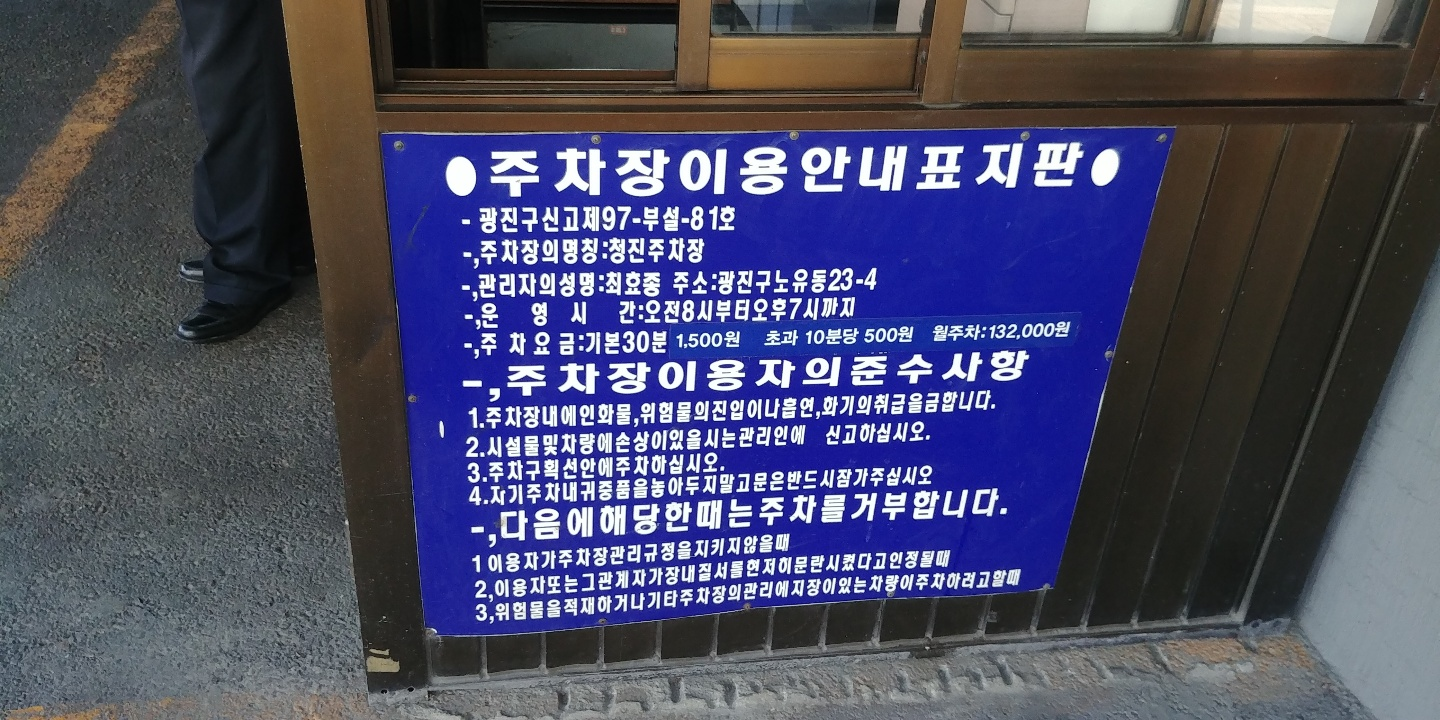 ●주차장이용안내표지판●
- 광진구신고제97-부설-81호
-,주차장의명칭:청진주차장
-,관리자의성명:최효종 주소:광진구노유동23-4
-,운 영 시 간:오전8시부터오후7시까지
-,주 차 요 금:기본30분 1,500원 초과 10분당 500원 월주차:132,000원
-,주차장이용자의준수사항
1.주차장내에인화물,위험물의진입이나흡연,화기의취급을금합니다.
2.시설물및차량에손상이있을시는관리인에 신고하십시오.
3.주차구획선안에주차하십시오.
4.자기주차내귀중품을놓아두지말고문은반드시잠가주십시오
-,다음에해당한때는주차를거부합니다.
1이용자가주차장관리규정을지키지않을때
2,이용자또는그관계자가장내질서를현저히문란시켰다고인정될때
3,위험물을적재하거나기타주차장의관리에지장이있는차량이주차하려고할때